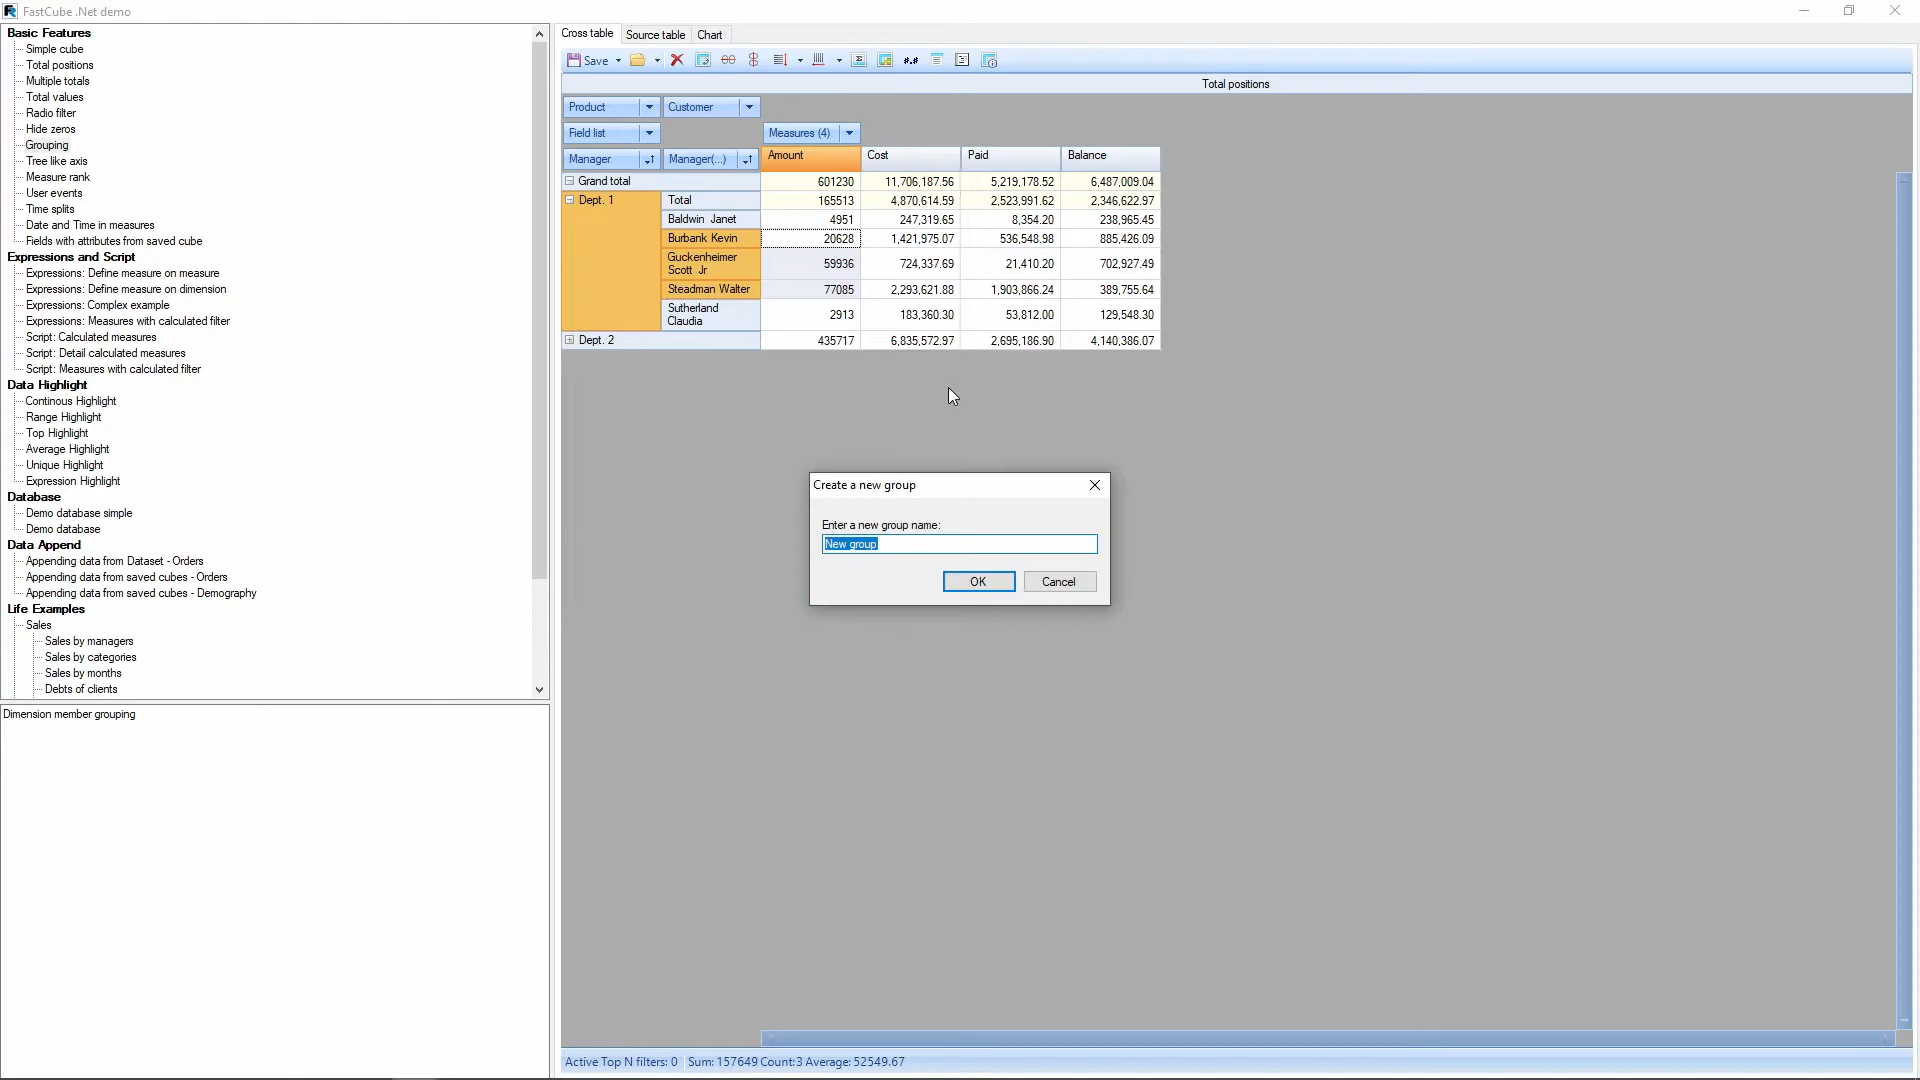 FastCube .Net demo
Basic Features
Simple cube
Total positions
Multiple totals
Total values
Radio filter
Hide zeros
Grouping
Tree like axis
Measure rank
User events
Time splits
Date and Time in measures
Fields with attributes from saved cube
Expressions and Script
Expressions: Define measure on measure
Expressions: Define measure on dimension
Expressions: Complex example
Expressions: Measures with calculated filter
Script: Calculated measures
Script: Detail calculated measures
Script: Measures with calculated filter
Data Highlight
Continous Highlight
Range Highlight
Top Highlight
Average Highlight
Unique Highlight
Expression Highlight
Database
Demo database simple
Demo database
Data Append
Appending data from Dataset - Orders
Appending data from saved cubes - Orders
Appending data from saved cubes - Demography
Life Examples
Sales
Sales by managers
Sales by categories
Sales by months
Debts of clients
Dimension member grouping
Cross table Source table Chart
Save
Total positions
Product Customer
Field list Measures (4)
Manager Manager(...) Amount Cost Paid Balance
Grand total 601230 11,706,187.56 5,219,178.52 6,487,009.04
Dept. 1 Total 165513 4,870,614.59 2,523,991.62 2,346,622.97
Baldwin Janet 4951 247,319.65 8,354.20 238,965.45
Burbank Kevin 20628 1,421,975.07 536,548.98 885,426.09
Guckenheimer
Scott Jr 59936 724,337.69 21,410.20 702,927.49
Steadman Walter 77085 2,293,621.88 1,903,866.24 389,755.64
Sutherland
Claudia 2913 183,360.30 53,812.00 129,548.30
Dept. 2 435717 6,835,572.97 2,695,186.90 4,140,386.07
Create a new group
Enter a new group name:
New group
OK Cancel
Active Top N filters: 0 Sum: 157649 Count:3 Average: 52549.67